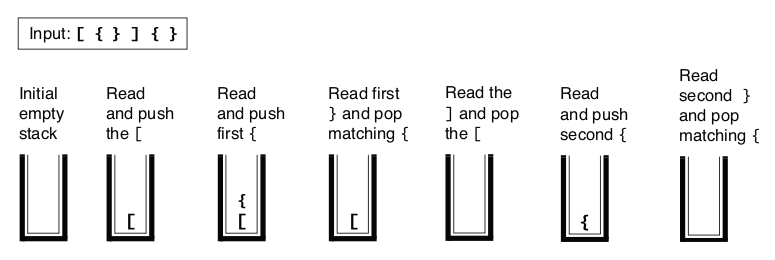 Input: [ { } ] { }
Initial
empty
stack
Read
and push
the [
Read
and push
first {
Read first
} and pop
matching {
Read the
] and pop
the [
Read
and push
second {
Read
second }
and pop
matching {
[
{
[
[
{